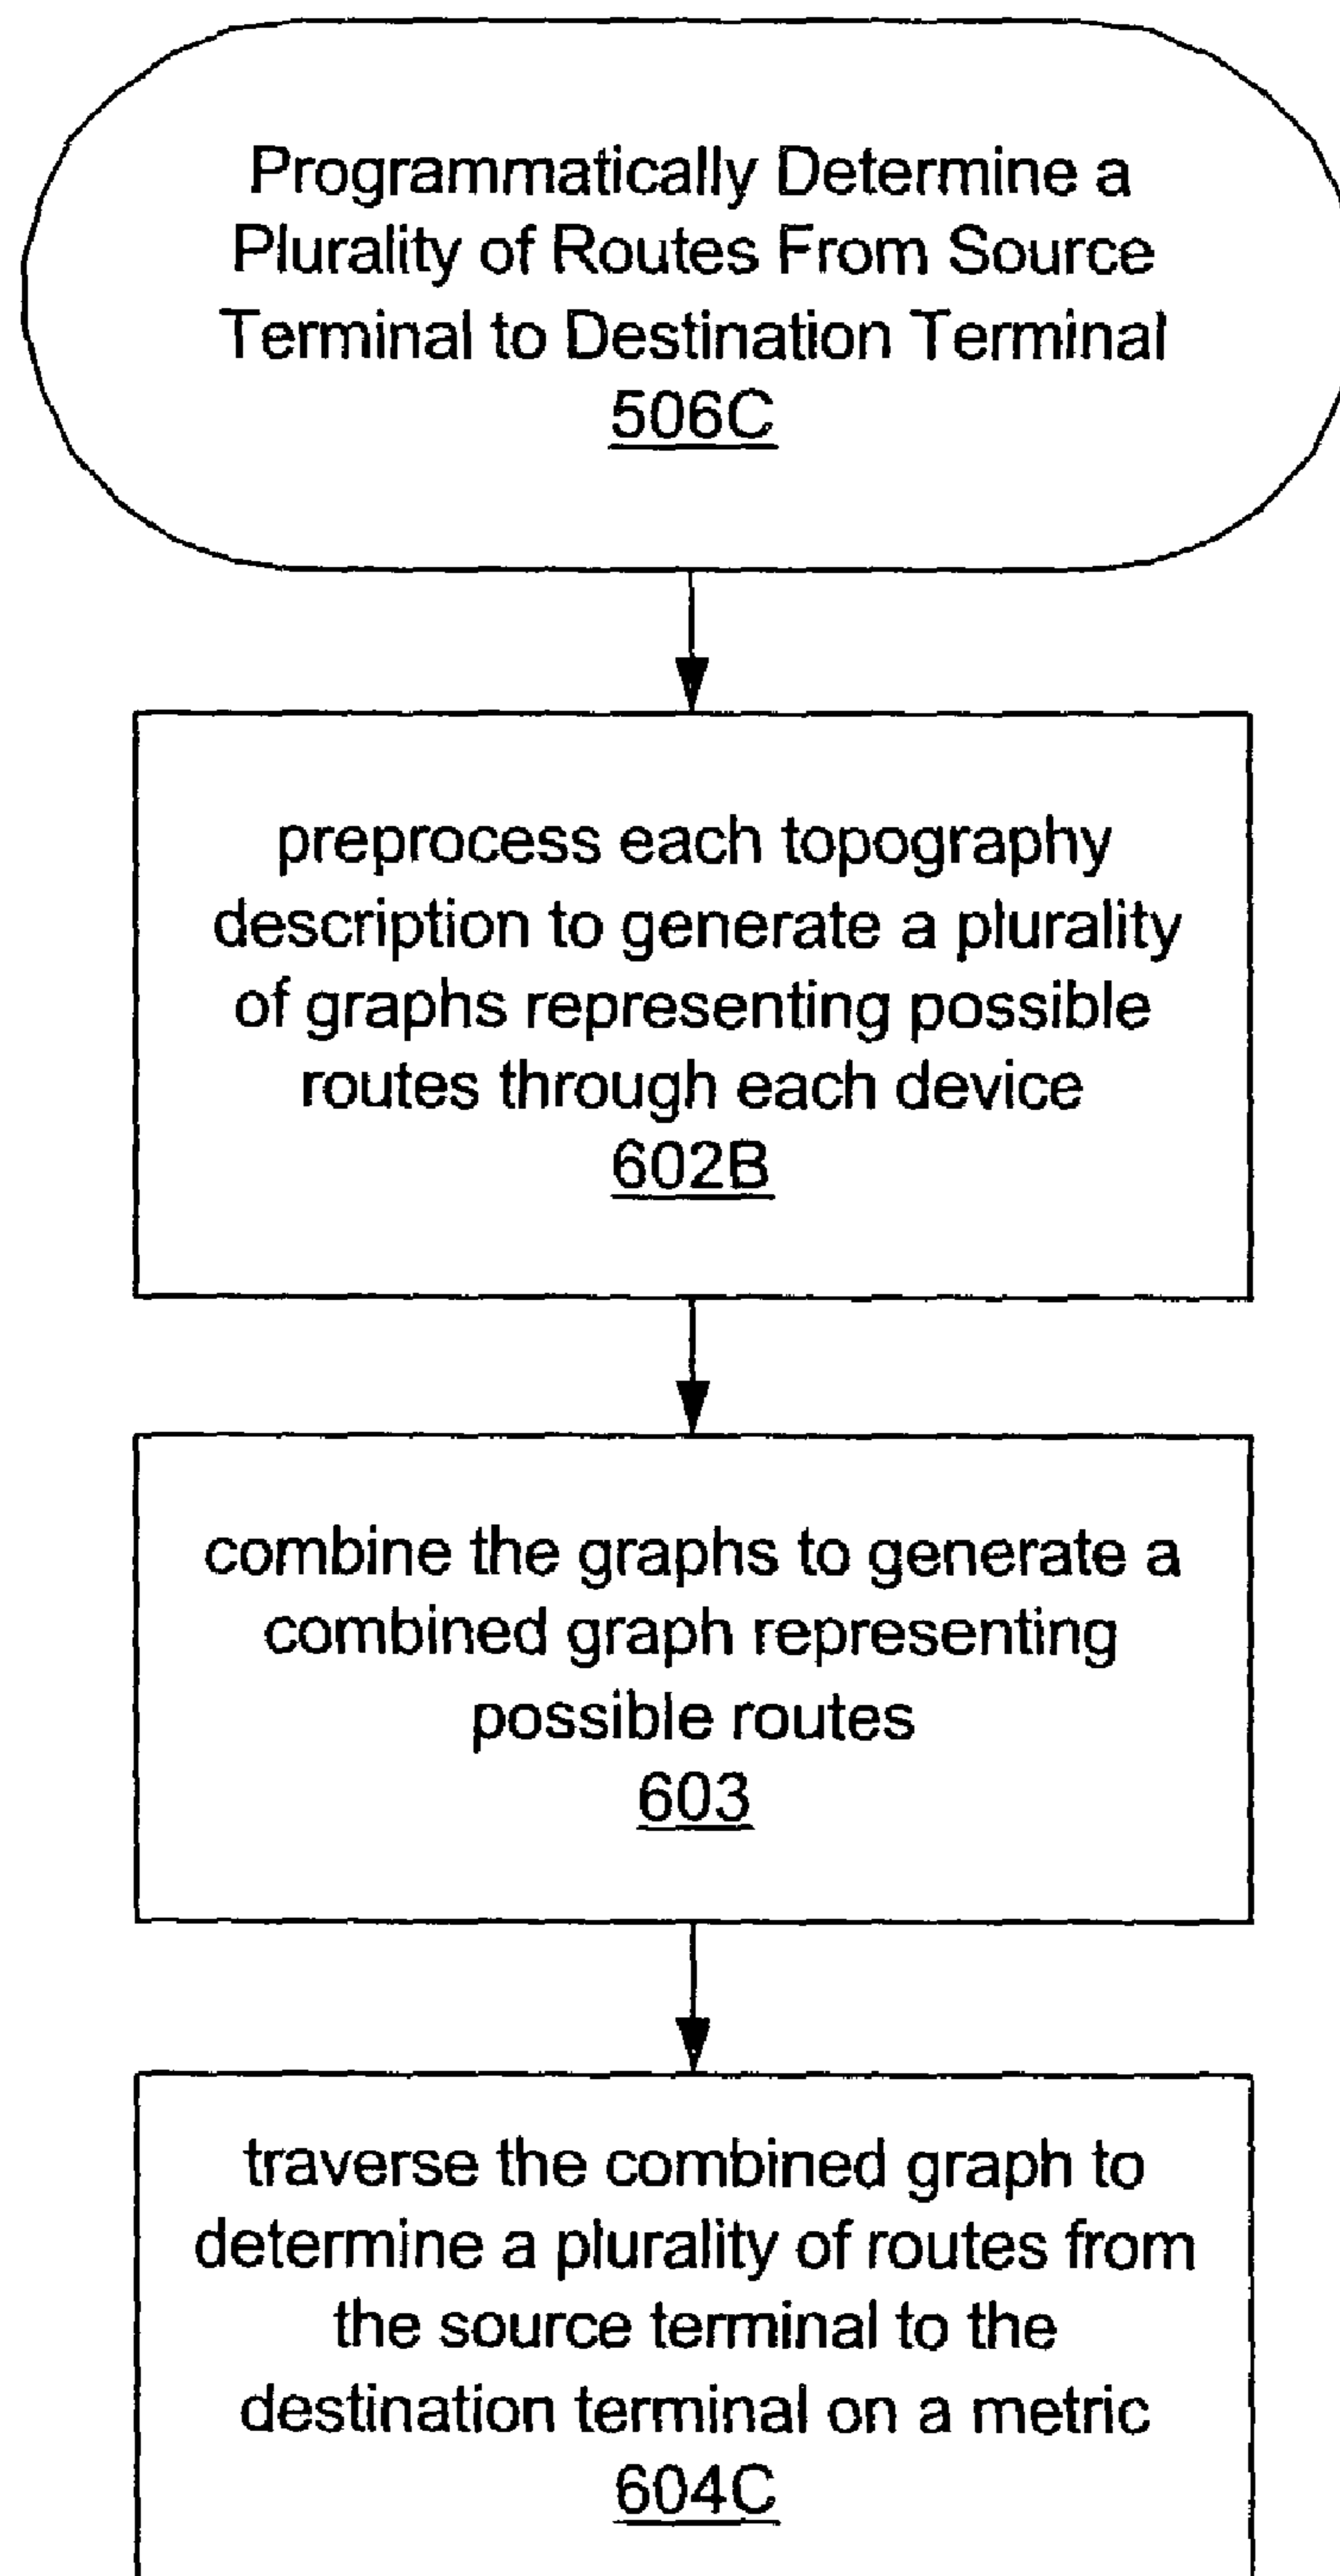 Programmatically Determine a
Plurality of Routes From Source
Terminal to Destination Terminal
506C
preprocess each topography
description to generate a plurality
of graphs representing possible
routes through each device
602B
combine the graphs to generate a
combined graph representing
possible routes
603
traverse the combined graph to
determine a plurality of routes from
the source terminal to the
destination terminal on a metric
604C